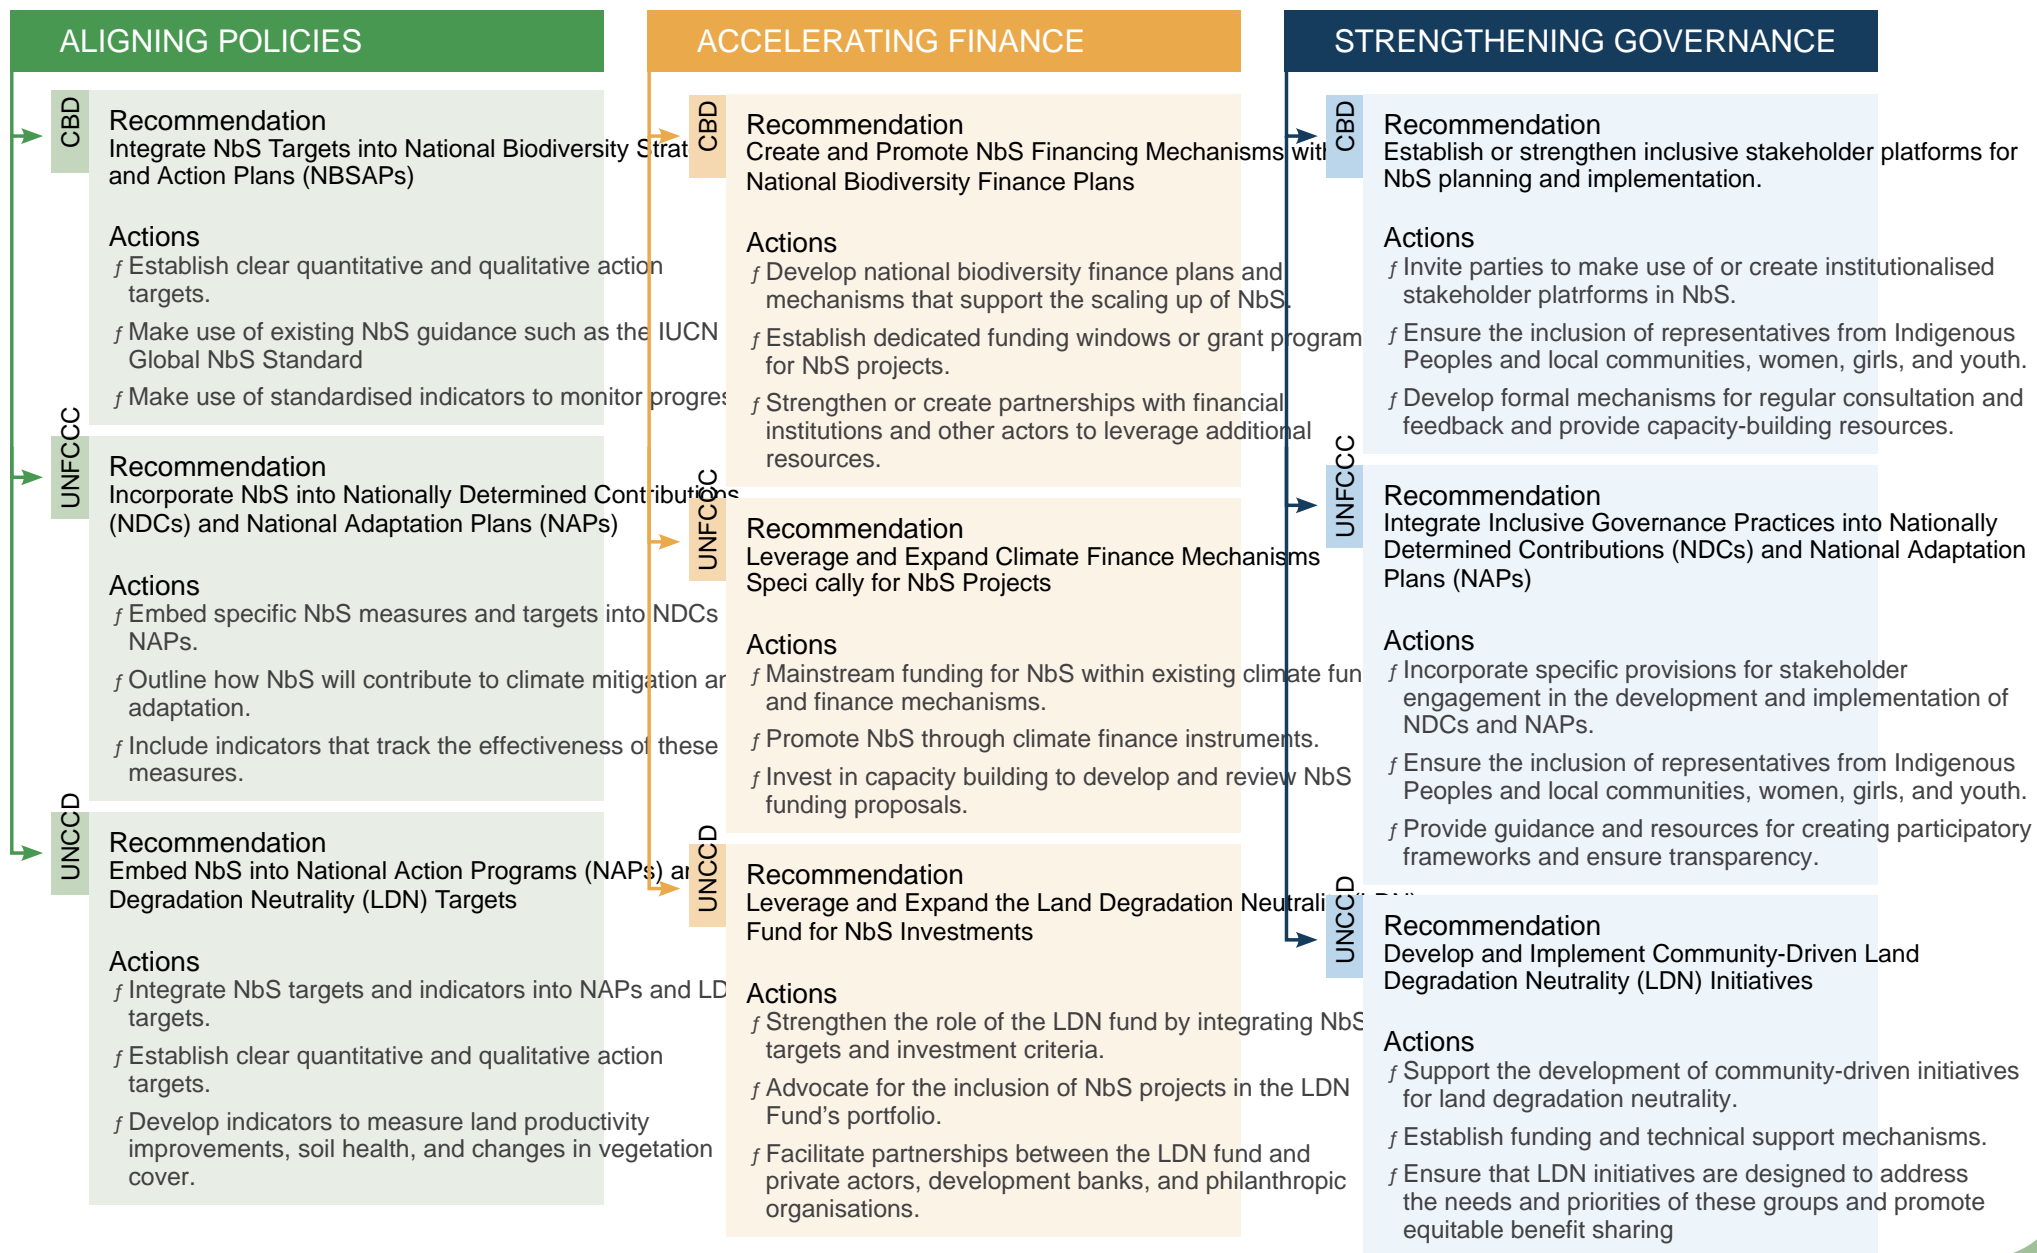 ALIGNING POLICIES
CBD
Recommendation
Integrate NbS Targets into National Biodiversity
and Action Plans (NBSAPs)
Actions
ƒ Establish clear quantitative and qualitative action
targets.
ƒ Make use of existing NbS guidance such as the IUCN
Global NbS Standard
ƒ Make use of standardised indicators to monitor
UNFCCC
Recommendation
Incorporate NbS into Nationally Determined Contributions
(NDCs) and National Adaptation Plans (NAPs)
Actions
ƒ Embed specific NbS measures and targets into NDCs
NAPs.
ƒ Outline how NbS will contribute to climate mitigation
adaptation.
ƒ Include indicators that track the effectiveness of these
measures.
UNCCD
Recommendation
Embed NbS into National Action Programs (NAPs)
Degradation Neutrality (LDN) Targets
Actions
ƒ Integrate NbS targets and indicators into NAPs and
targets.
ƒ Establish clear quantitative and qualitative action
targets.
ƒ Develop indicators to measure land productivity
improvements, soil health, and changes in vegetation
cover.
ACCELERATING FINANCE
CBD
Recommendation
Create and Promote NbS Financing Mechanisms
National Biodiversity Finance Plans
Actions
ƒ Develop national biodiversity finance plans and
mechanisms that support the scaling up of NbS.
ƒ Establish dedicated funding windows or grant program
for NbS projects.
ƒ Strengthen or create partnerships with financial
institutions and other actors to leverage additional
resources.
UNFCCC
Recommendation
Leverage and Expand Climate Finance Mechanisms
Speci cally for NbS Projects
Actions
ƒ Mainstream funding for NbS within existing climate
and finance mechanisms.
ƒ Promote NbS through climate finance instruments.
ƒ Invest in capacity building to develop and review NbS
funding proposals.
UNCCD
Recommendation
Leverage and Expand the Land Degradation
Fund for NbS Investments
Actions
ƒ Strengthen the role of the LDN fund by integrating NbS
targets and investment criteria.
ƒ Advocate for the inclusion of NbS projects in the LDN
Fund’s portfolio.
ƒ Facilitate partnerships between the LDN fund and
private actors, development banks, and philanthropic
organisations.
STRENGTHENING GOVERNANCE
CBD
Recommendation
Establish or strengthen inclusive stakeholder platforms for
NbS planning and implementation.
Actions
ƒ Invite parties to make use of or create institutionalised
stakeholder platrforms in NbS.
ƒ Ensure the inclusion of representatives from Indigenous
Peoples and local communities, women, girls, and youth.
ƒ Develop formal mechanisms for regular consultation and
feedback and provide capacity-building resources.
UNFCCC
Recommendation
Integrate Inclusive Governance Practices into Nationally
Determined Contributions (NDCs) and National Adaptation
Plans (NAPs)
Actions
ƒ Incorporate specific provisions for stakeholder
engagement in the development and implementation of
NDCs and NAPs.
ƒ Ensure the inclusion of representatives from Indigenous
Peoples and local communities, women, girls, and youth.
ƒ Provide guidance and resources for creating participatory
frameworks and ensure transparency.
UNCCD
Recommendation
Develop and Implement Community-Driven Land
Degradation Neutrality (LDN) Initiatives
Actions
ƒ Support the development of community-driven initiatives
for land degradation neutrality.
ƒ Establish funding and technical support mechanisms.
ƒ Ensure that LDN initiatives are designed to address
the needs and priorities of these groups and promote
equitable benefit sharing